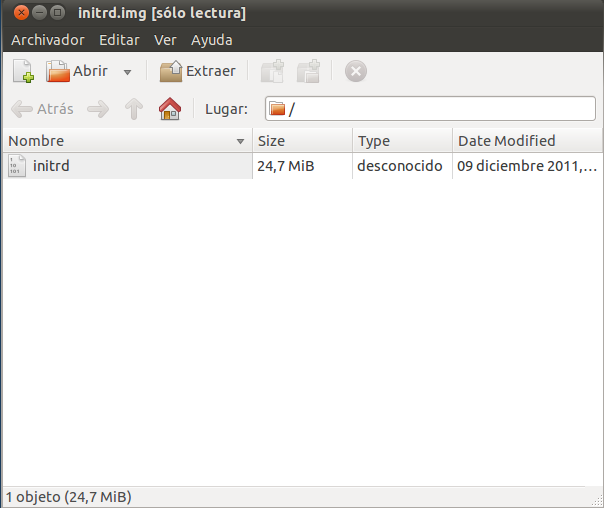 initrd.img [sólo lectura]
Archivador Editar Ver Ayuda
Abrir Extraer
Atrás Lugar: /
Nombre Size Type Date Modified
initrd 24,7 MiB desconocido 09 diciembre 2011,...
1 objeto (24,7 MiB)